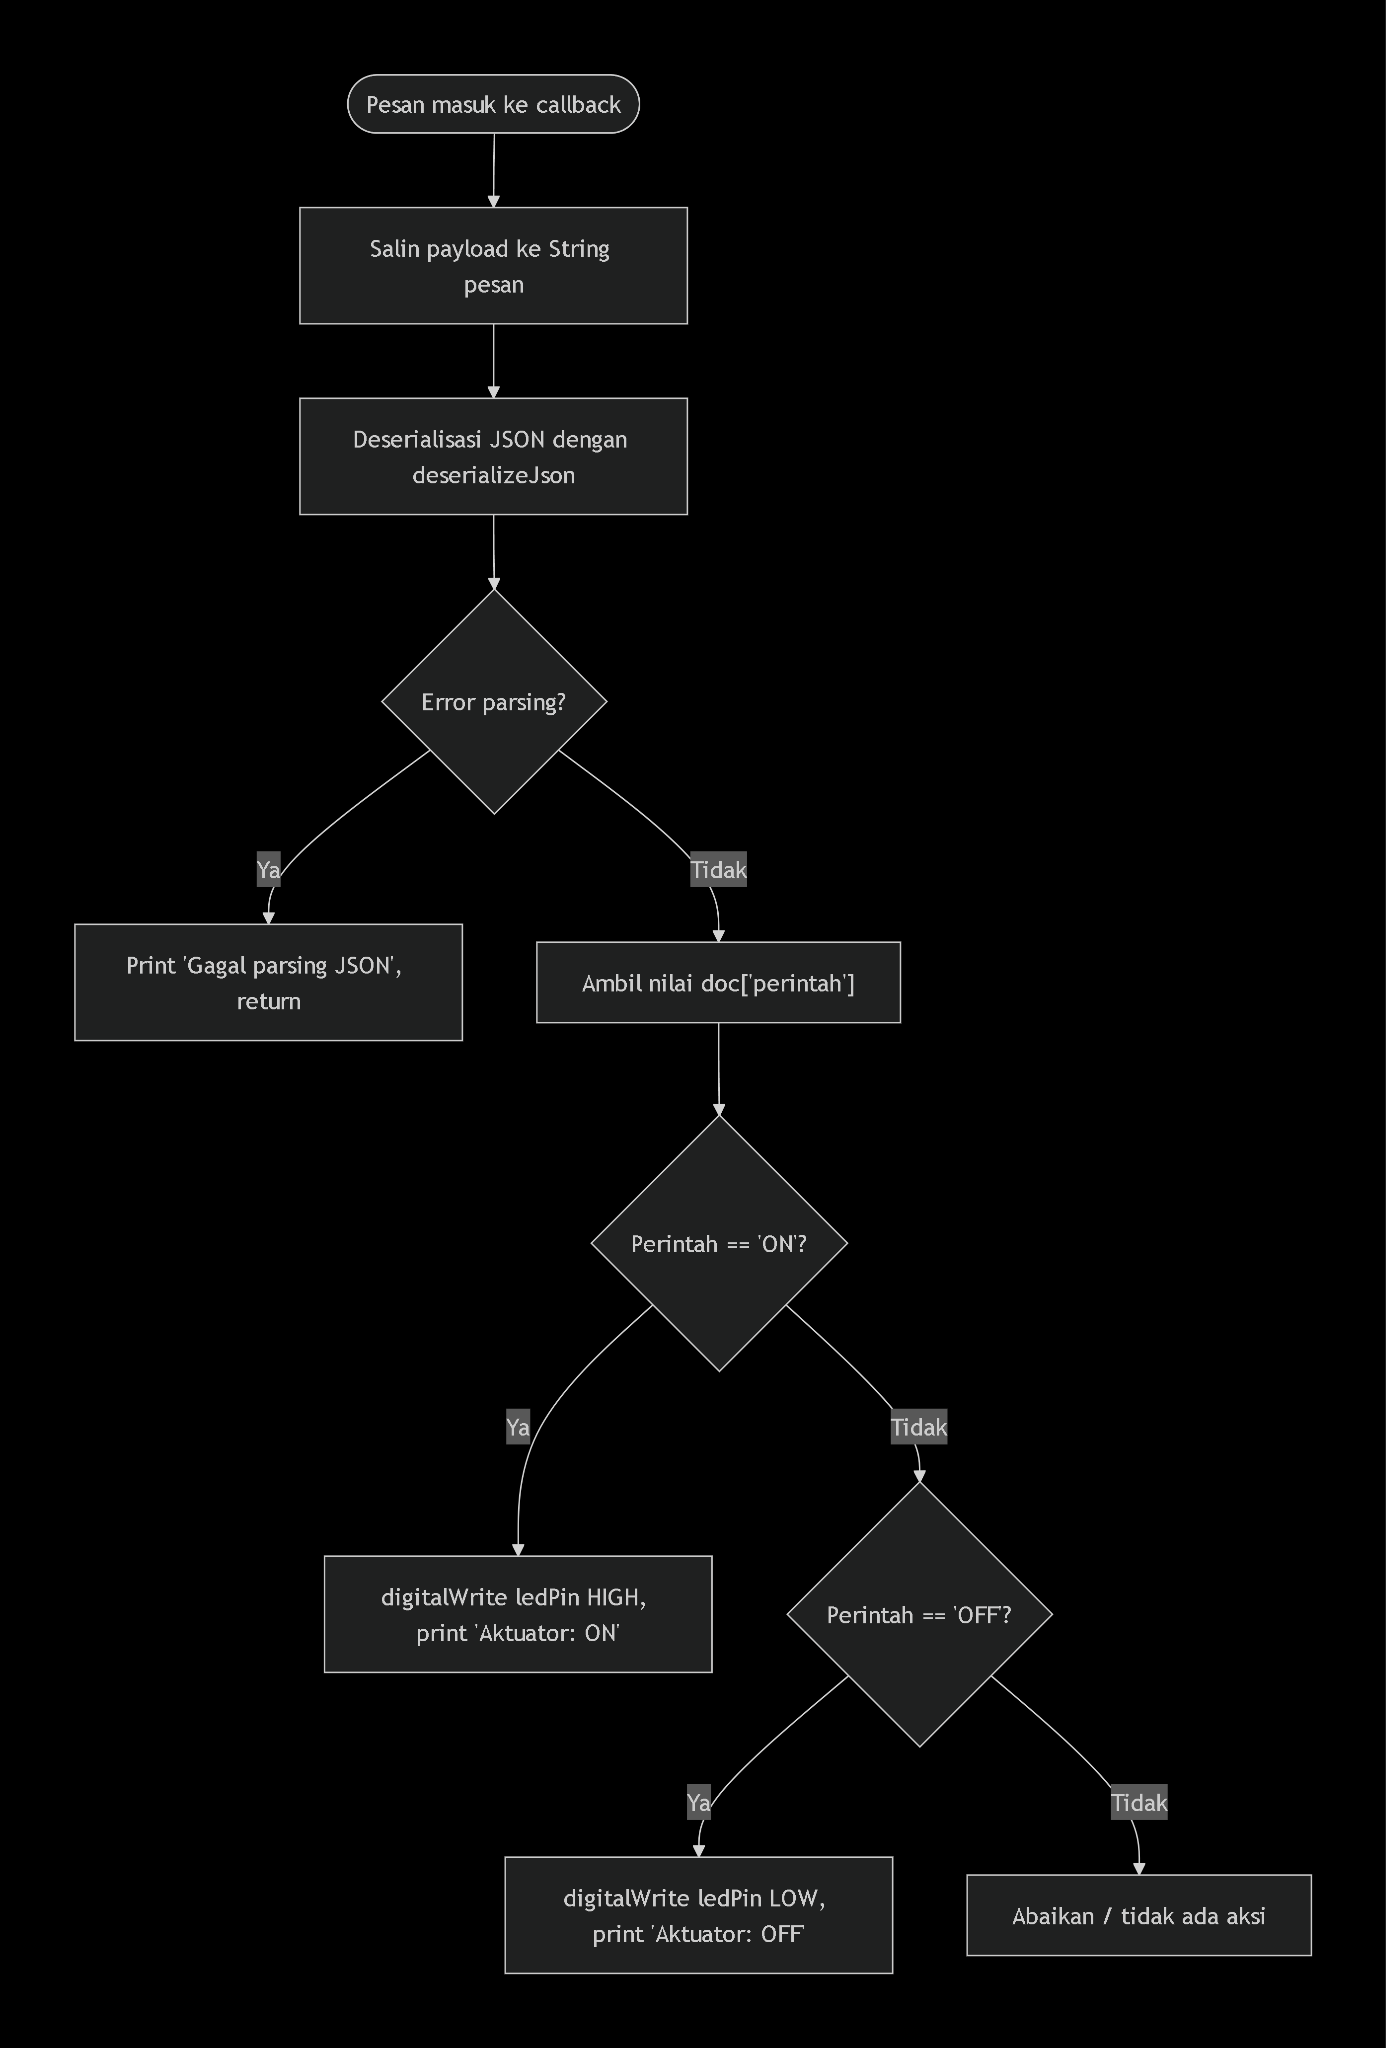 Pesan masuk ke callback
Salin payload ke String
pesan
Deserialisasi JSON dengan
deserializeJson
Error parsing?
Ya
Tidak
Print 'Gagal parsing JSON',
return
Ambil nilai doc['perintah']
Perintah == 'ON'?
Ya
Tidak
digitalWrite ledPin HIGH,
print 'Aktuator: ON'
Perintah == 'OFF'?
Ya
Tidak
digitalWrite ledPin LOW,
print 'Aktuator: OFF'
Abaikan / tidak ada aksi